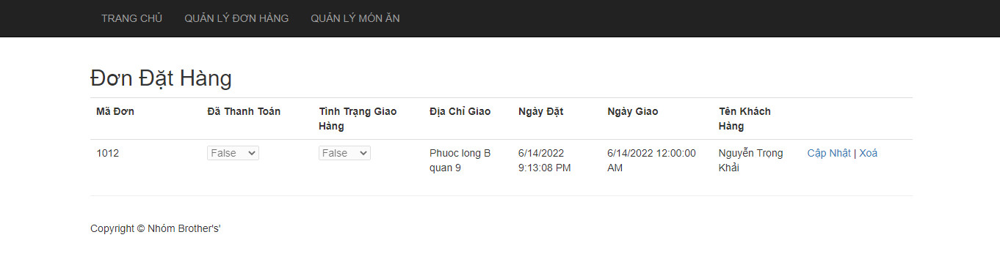 TRANG CHỦ QUẢN LÝ ĐƠN HÀNG QUẢN LÝ MÓN ĂN
Đơn Đặt Hàng
Mã Đơn Đã Thanh Toán Tình Trạng Giao Hàng Địa Chỉ Giao Ngày Đặt Ngày Giao Tên Khách Hàng
1012 False False Phuoc long B quan 9 6/14/2022 9:13:08 PM 6/14/2022 12:00:00 AM Nguyễn Trọng Khải Cập Nhật | Xoá
Copyright © Nhóm Brother's'